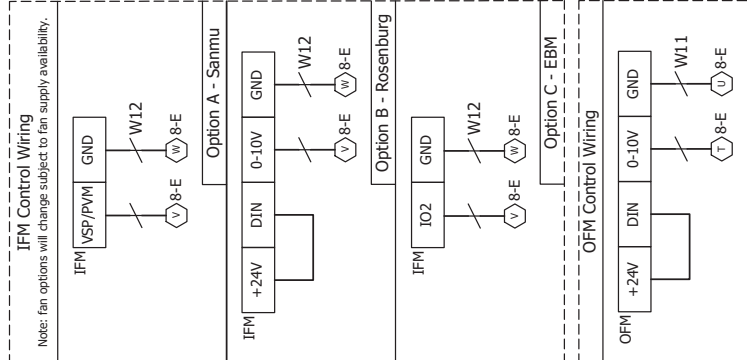 IFM Control Wiring
Note: fan options will change subject to fan supply availability.
IFM
VSP/PVM GND
W12
V 8-E W 8-E
Option A - Sanmu
IFM
+24V DIN 0-10V GND
W12
V 8-E W 8-E
Option B - Rosenburg
IFM
IO2 GND
W12
V 8-E W 8-E
Option C - EBM
OFM Control Wiring
OFM
+24V DIN 0-10V GND
W11
T 8-E U 8-E